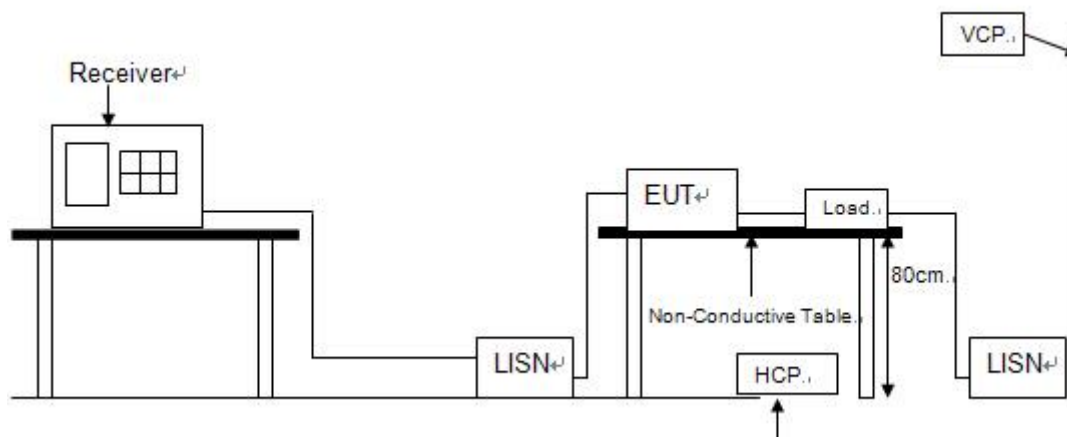 VCP.
Receiver↵
EUT↵
Load.
80cm.
Non-Conductive Table.
LISN↵
HCP.
LISN↵